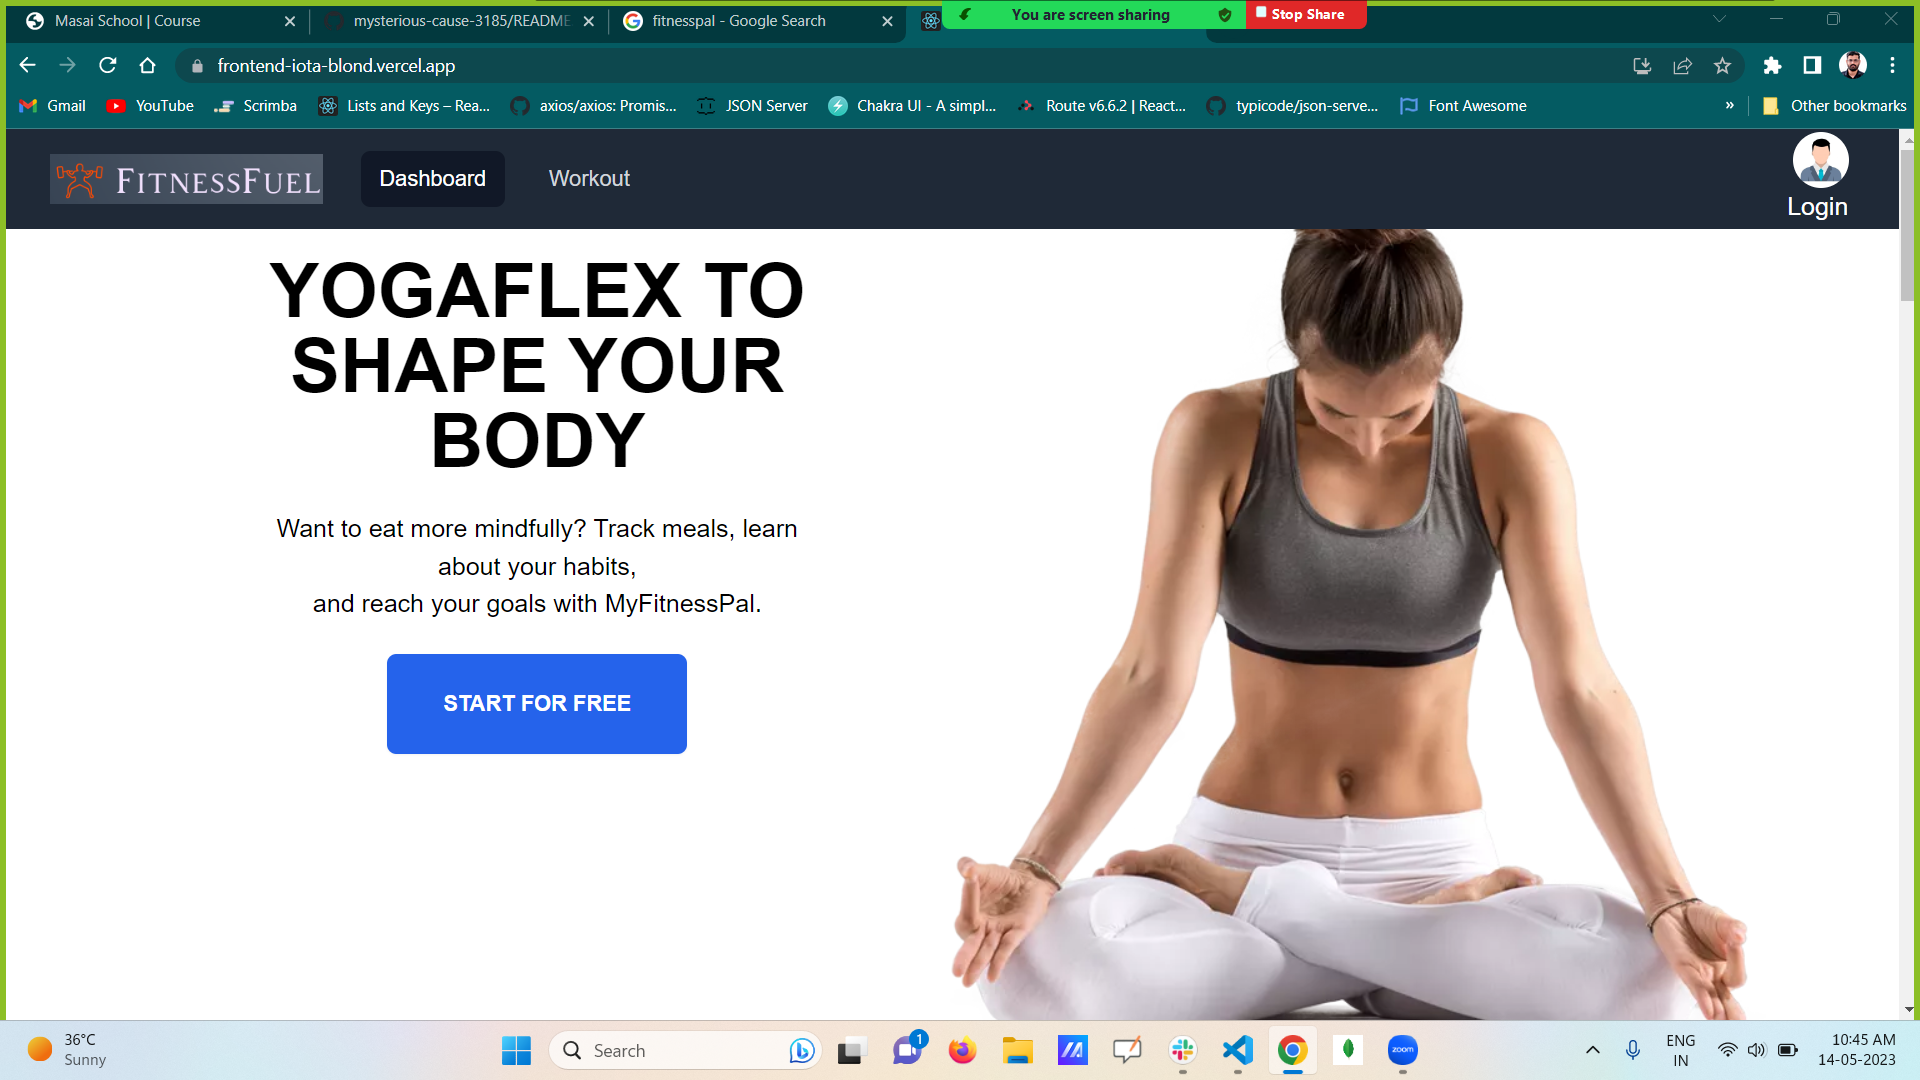 Masai School | Course
mysterious-cause-3185/README
fitnesspal - Google Search
You are screen sharing
Stop Share
frontend-iota-blond.vercel.app
Gmail
YouTube
Scrimba
Lists and Keys – Rea...
axios/axios: Promis...
JSON Server
Chakra UI - A simpl...
Route v6.6.2 | React...
typicode/json-serve...
Font Awesome
»
Other bookmarks
FITNESSFUEL
Dashboard
Workout
Login
YOGAFLEX TO
SHAPE YOUR
BODY
Want to eat more mindfully? Track meals, learn
about your habits,
and reach your goals with MyFitnessPal.
START FOR FREE
36°C
Sunny
Search
1
zoom
ENG
IN
10:45 AM
14-05-2023